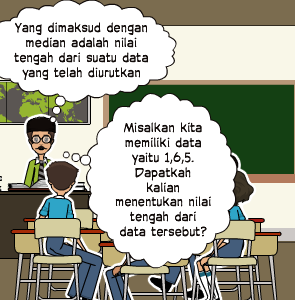 Yang dimaksud dengan
median adalah nilai
tengah dari suatu data
yang telah diurutkan
Misalkan kita
memiliki data
yaitu 1,6,5.
Dapatkah
kalian
menentukan nilai
tengah dari
data tersebut?